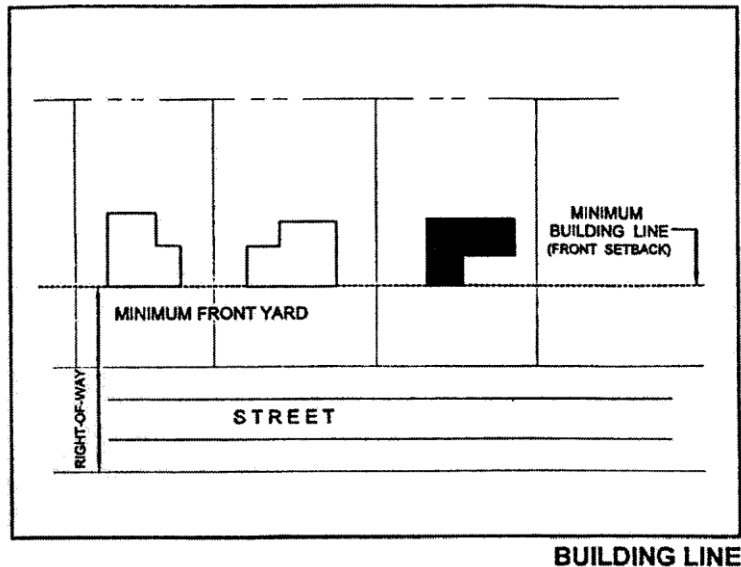 MINIMUM
BUILDING LINE
(FRONT SETBACK)
MINIMUM FRONT YARD
RIGHT-OF-WAY
STREET
BUILDING LINE